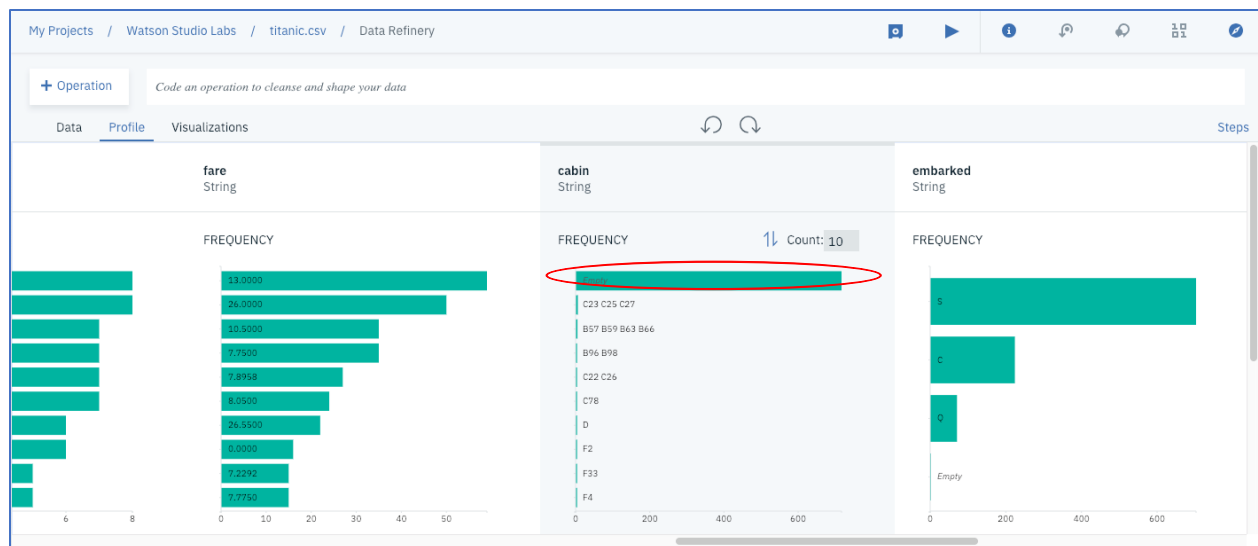 My Projects / Watson Studio Labs / titanic.csv / Data Refinery
+ Operation
Code an operation to cleanse and shape your data
Data Profile Visualizations
Steps
fare
String
FREQUENCY
13.0000
26.0000
10.5000
7.7500
7.8958
8.0500
26.5500
0.0000
7.2292
7.7750
6 8
0 10 20 30 40 50
cabin
String
FREQUENCY
Count: 10
Empty
C23 C25 C27
B57 B59 B63 B66
B96 B98
C22 C26
C78
D
F2
F33
F4
0 200 400 600
embarked
String
FREQUENCY
S
C
Q
Empty
0 200 400 600